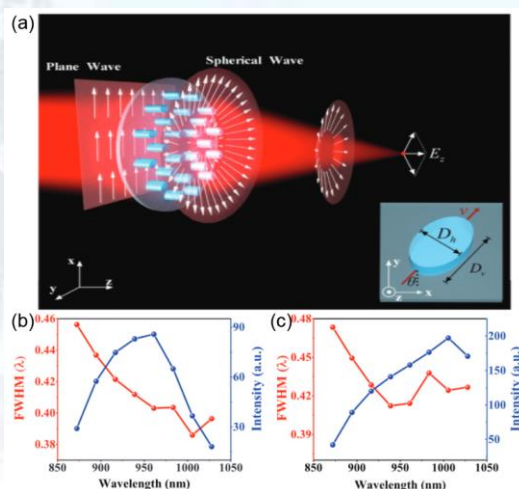 (a)
Plane Wave
Spherical Wave
E_z
D_h
D_v
v
θ
y
x
z
x
y
z
(b)
(c)
0.46
0.44
0.42
0.40
0.38
FWHM (λ)
90
60
30
Intensity (a.u.)
850 900 950 1000 1050
Wavelength (nm)
0.48
0.45
0.42
0.39
FWHM (λ)
200
150
100
50
Intensity (a.u.)
850 900 950 1000 1050
Wavelength (nm)